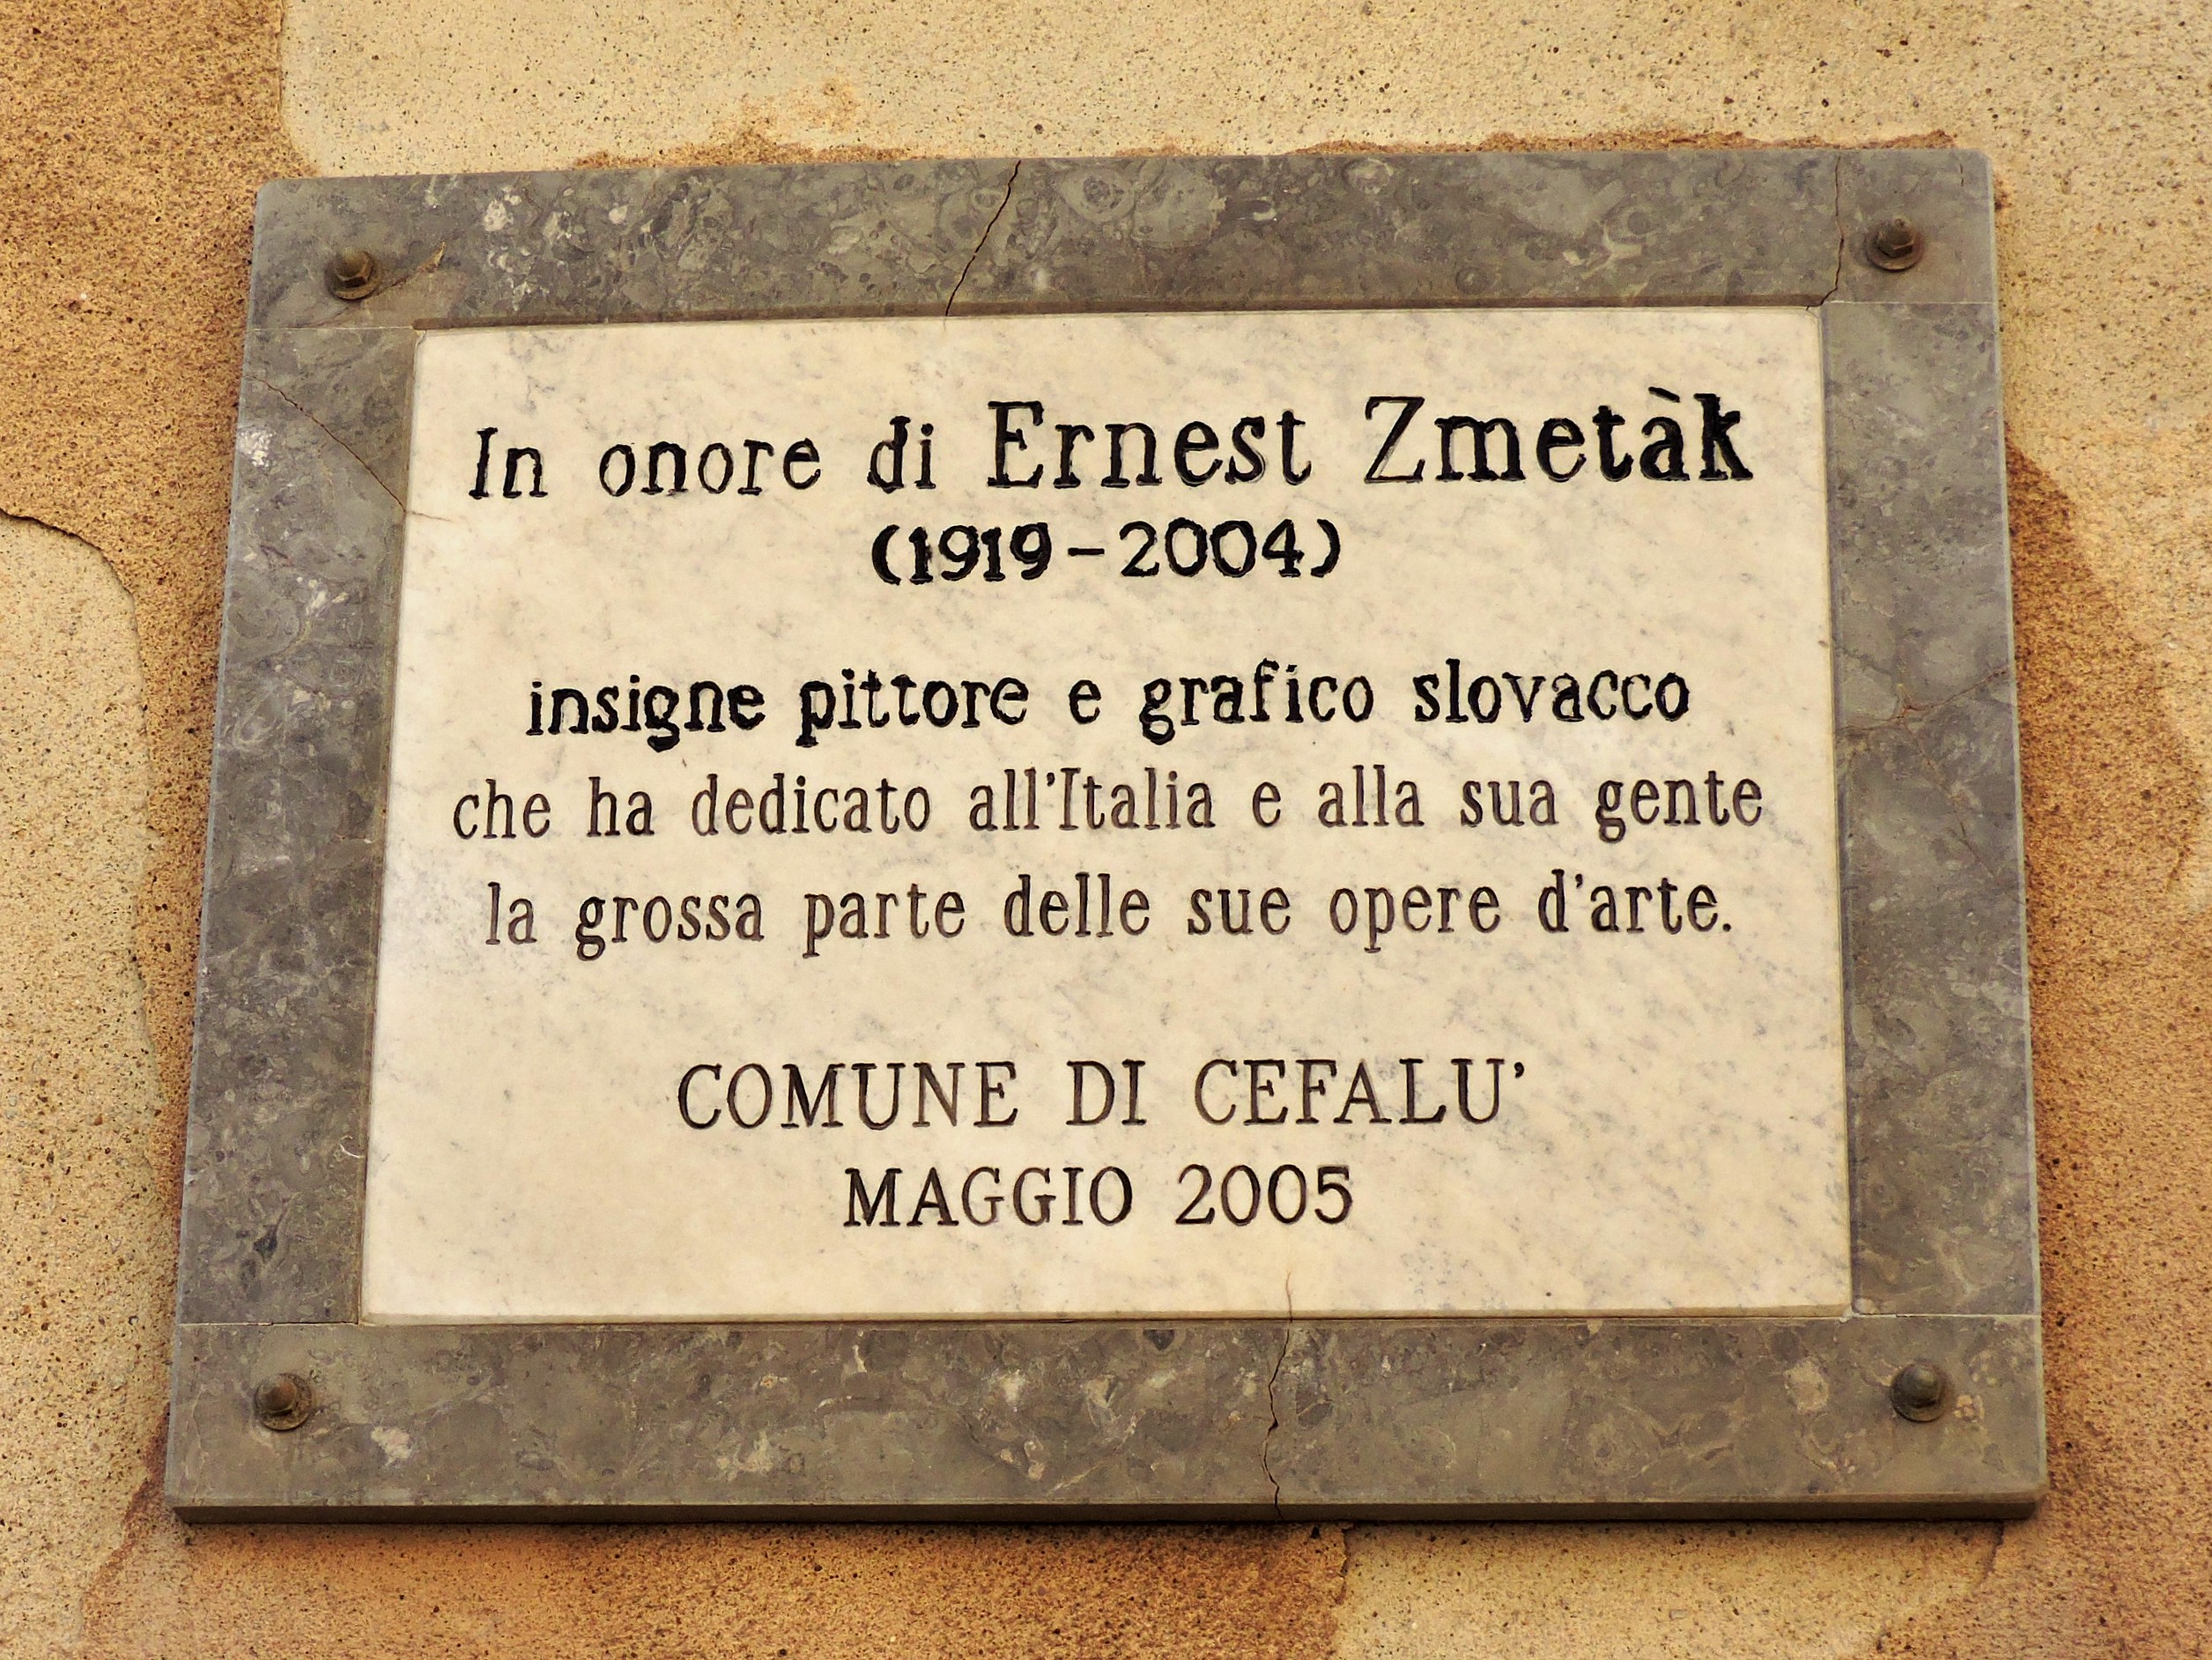 In onore di Ernest Zmetàk
(1919-2004)
insigne pittore e grafico slovacco
che ha dedicato all'Italia e alla sua gente
la grossa parte delle sue opere d'arte.
COMUNE DI CEFALU'
MAGGIO 2005